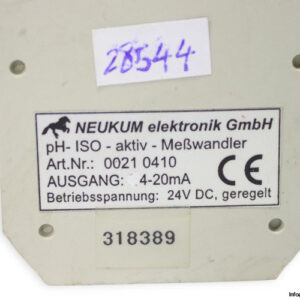 28544
NEUKUM elektronik GmbH
pH- ISO - aktiv - Meßwandler
Art.Nr.: 0021 0410
AUSGANG: 4-20mA
Betriebsspannung: 24V DC, geregelt
CE
318389